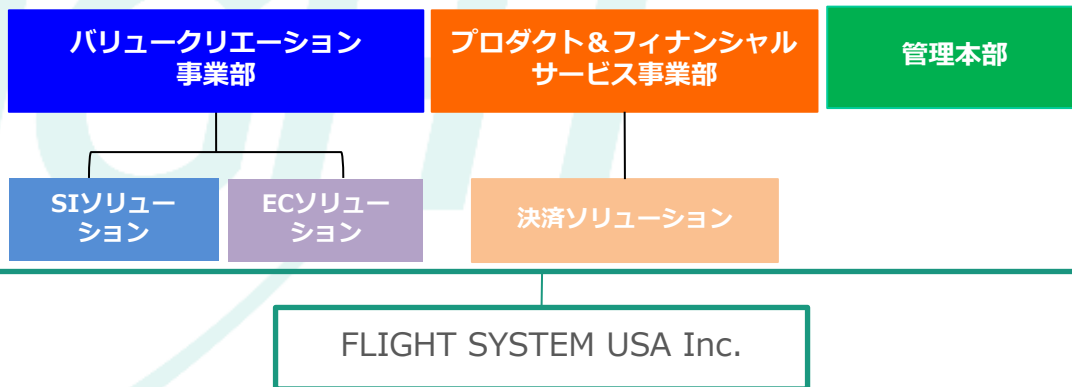 バリュークリエーション
事業部
プロダクト＆フィナンシャル
サービス事業部
管理本部
SIソリュー
ション
ECソリュー
ション
決済ソリューション
FLIGHT SYSTEM USA Inc.